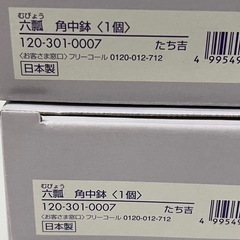 むびょう
六瓢 角中鉢〈1個〉
120-301-0007 たち吉
〈お客さま窓口〉フリーコール 0120-012-712
日本製
4 99549
むびょう
六瓢 角中鉢〈1個〉
120-301-0007 たち吉
〈お客さま窓口〉フリーコール 0120-012-712
日本製
4 9954